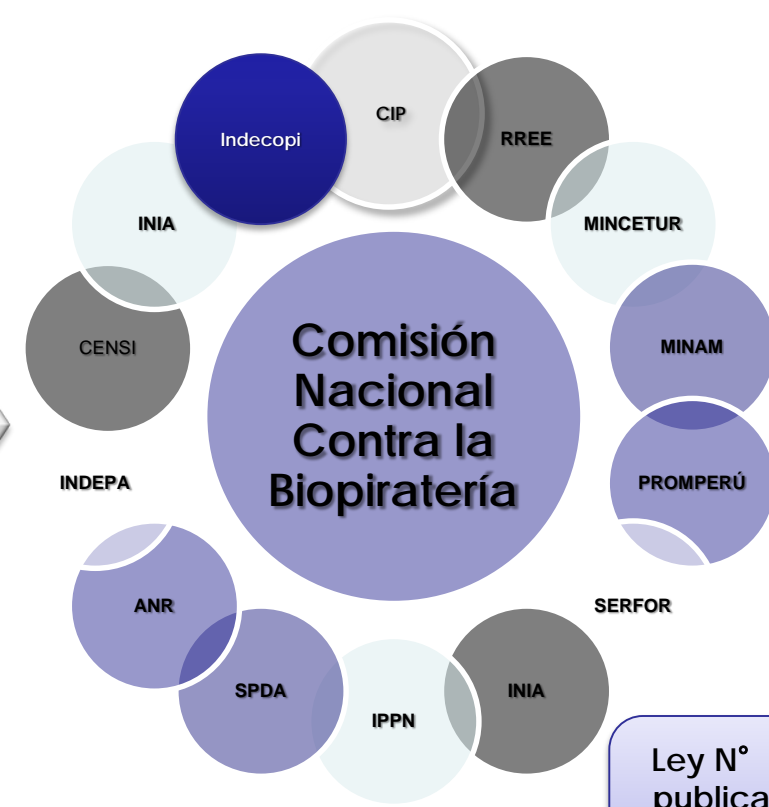 CIP
Indecopi
RREE
INIA
MINCETUR
CENSI
MINAM
Comisión
Nacional
Contra la
Biopiratería
INDEPA
PROMPERÚ
ANR
SERFOR
SPDA
IPPN
INIA
Ley N°
publica